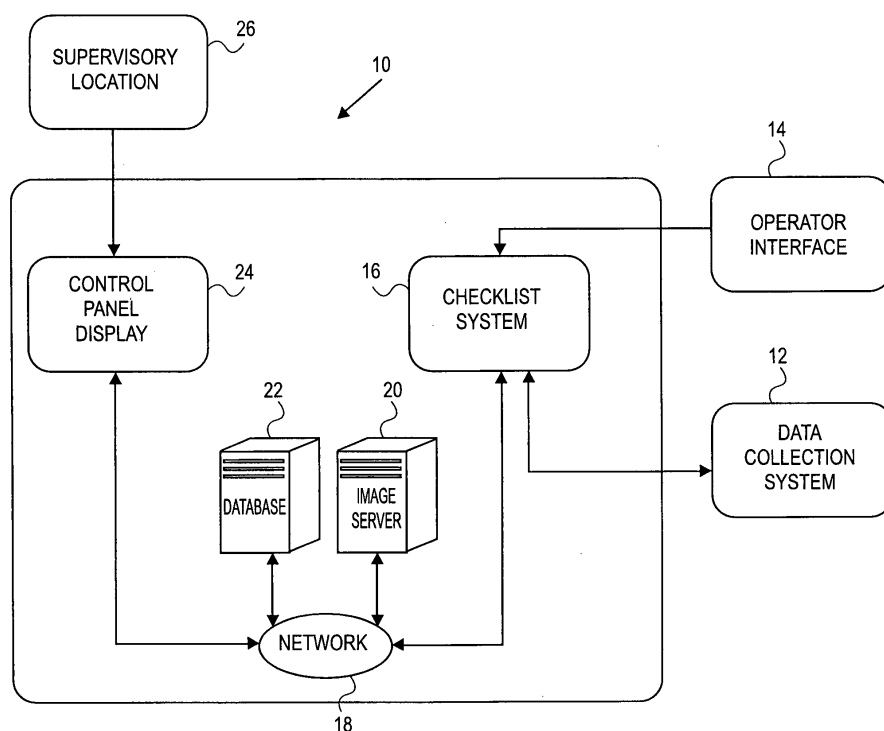 26
SUPERVISORY
LOCATION
10
14
OPERATOR
INTERFACE
24
CONTROL
PANEL
DISPLAY
16
CHECKLIST
SYSTEM
12
DATA
COLLECTION
SYSTEM
22
DATABASE
20
IMAGE
SERVER
NETWORK
18